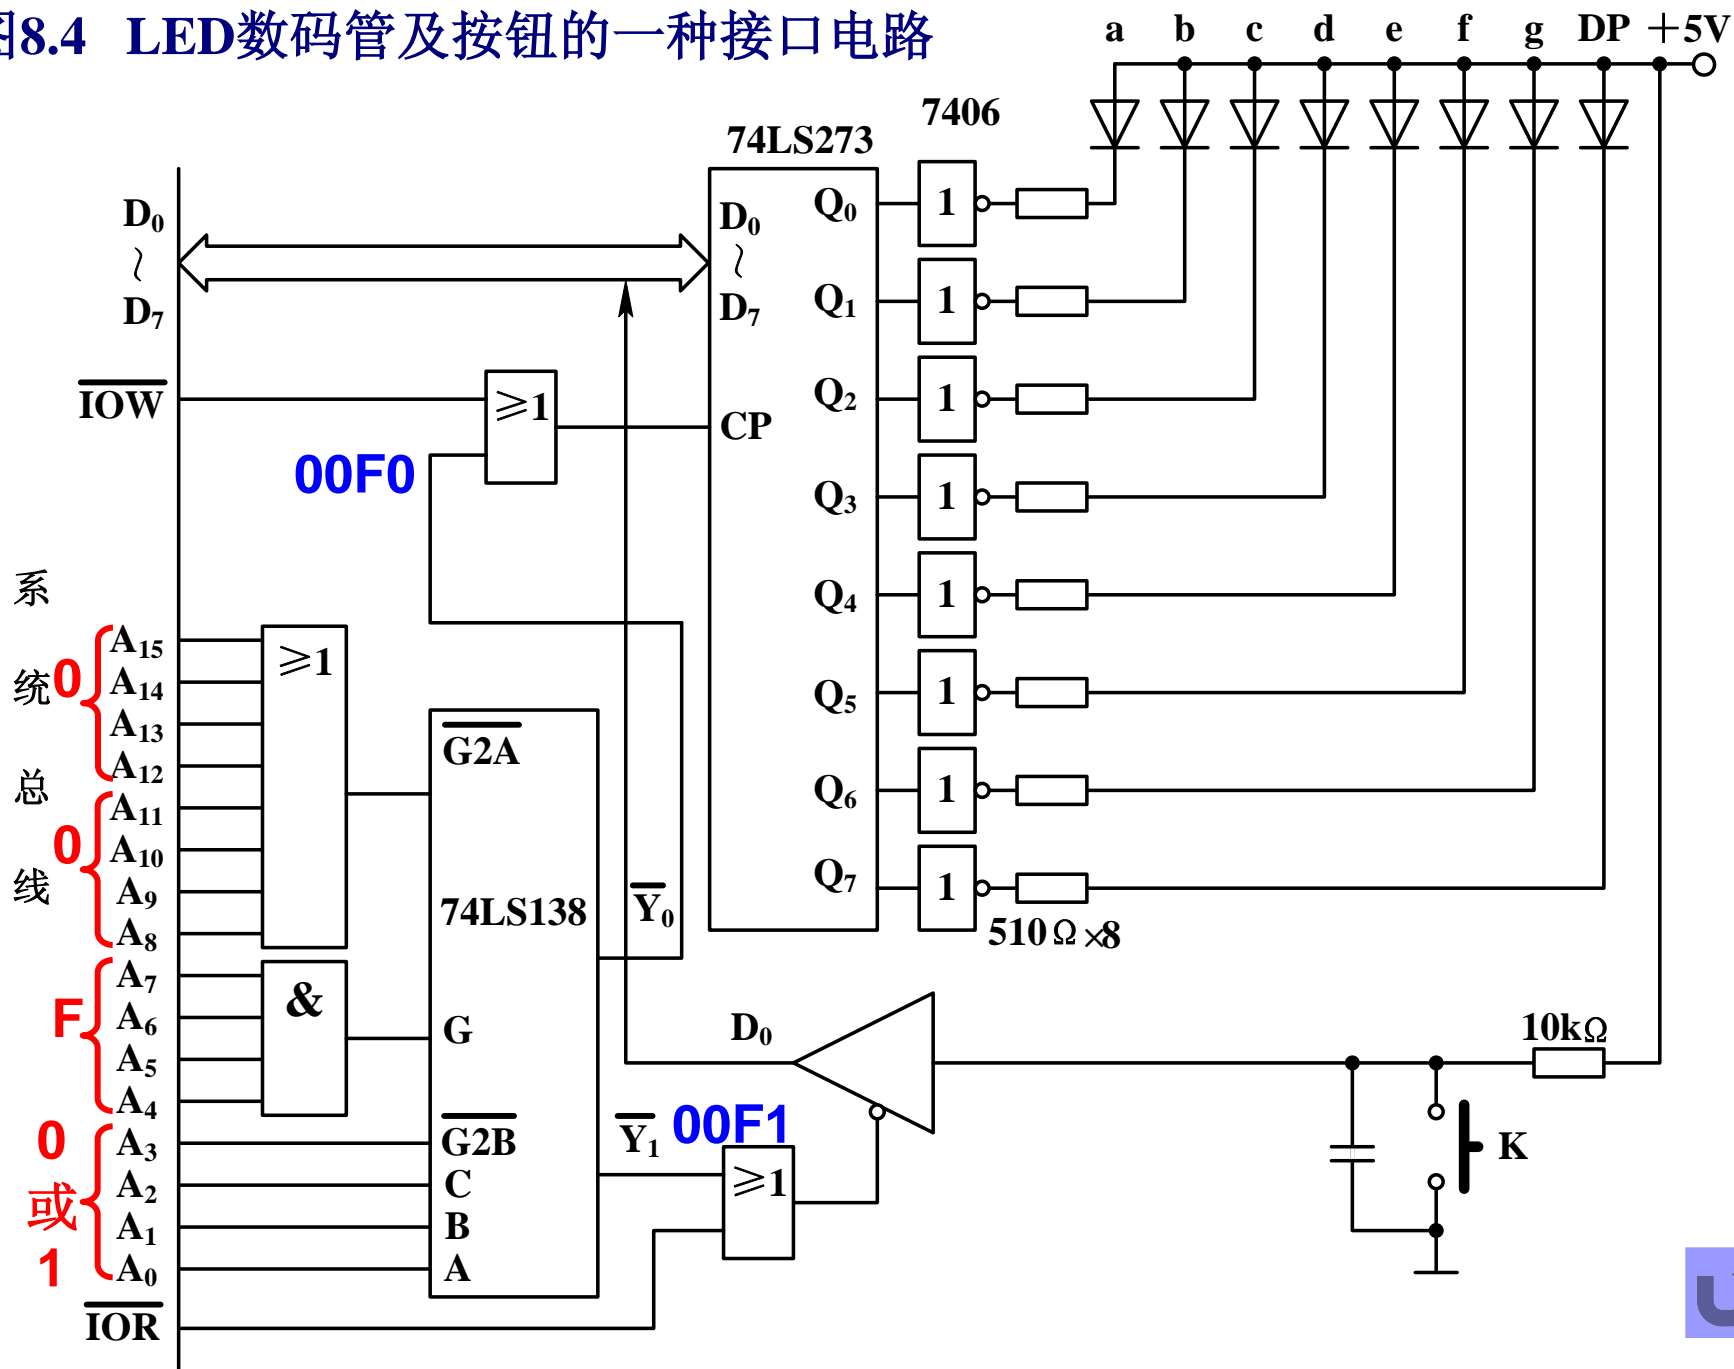 图8.4 LED数码管及按钮的一种接口电路
a b c d e f g DP +5V
7406
74LS273
D0
~
D7
D0
~
D7
Q0 1
Q1 1
Q2 1
Q3 1
Q4 1
Q5 1
Q6 1
Q7 1
510Ω×8
IOW
≥1
CP
00F0
系统总线
0
A15
A14
A13
A12
0
A11
A10
A9
A8
F
A7
A6
A5
A4
0
或
1
A3
A2
A1
A0
IOR
≥1
&
G2A
74LS138
G
G2B
C
B
A
Y0
Y1
00F1
≥1
D0
10kΩ
K